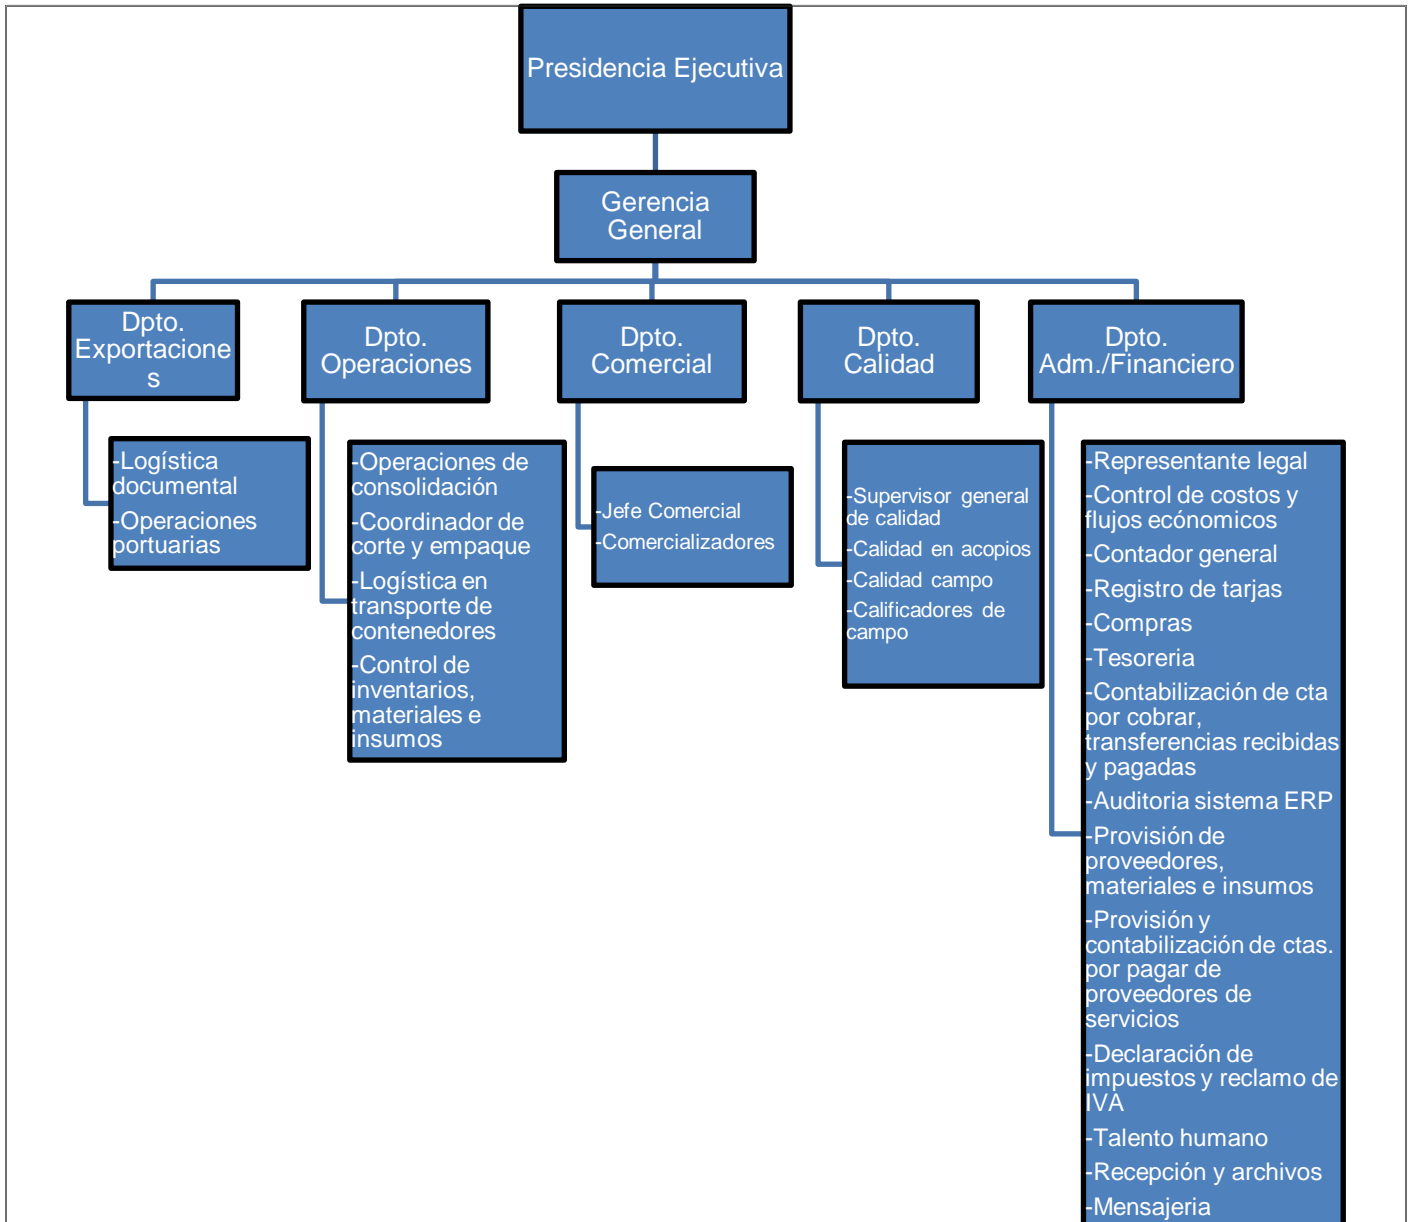 Presidencia Ejecutiva
Gerencia
General
Dpto.
Exportacione
s
Dpto.
Operaciones
Dpto.
Comercial
Dpto.
Calidad
Dpto.
Adm./Financiero
-Logística
documental
-Operaciones
portuarias
-Operaciones de
consolidación
-Coordinador de
corte y empaque
-Logística en
transporte de
contenedores
-Control de
inventarios,
materiales e
insumos
-Jefe Comercial
-Comercializadores
-Supervisor general
de calidad
-Calidad en acopios
-Calidad campo
-Calificadores de
campo
-Representante legal
-Control de costos y
flujos ecónomicos
-Contador general
-Registro de tarjas
-Compras
-Tesoreria
-Contabilización de cta
por cobrar,
transferencias recibidas
y pagadas
-Auditoria sistema ERP
-Provisión de
proveedores,
materiales e insumos
-Provisión y
contabilización de ctas.
por pagar de
proveedores de
servicios
-Declaración de
impuestos y reclamo de
IVA
-Talento humano
-Recepción y archivos
-Mensajeria